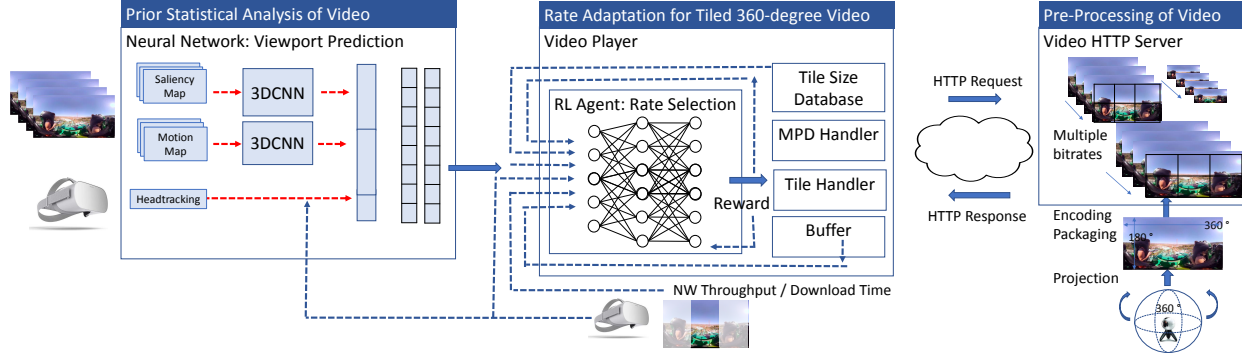 Prior Statistical Analysis of Video
Neural Network: Viewport Prediction
Saliency
Map
3DCNN
Motion
Map
3DCNN
Headtracking
Rate Adaptation for Tiled 360-degree Video
Video Player
RL Agent: Rate Selection
Reward
Tile Size
Database
MPD Handler
Tile Handler
Buffer
NW Throughput / Download Time
HTTP Request
HTTP Response
Pre-Processing of Video
Video HTTP Server
Multiple
bitrates
Encoding
Packaging
360 °
180 °
Projection
360 °